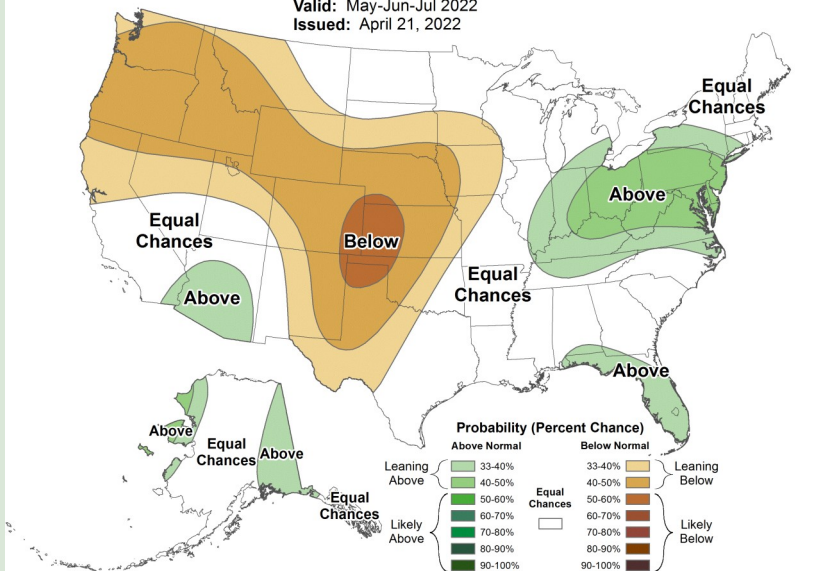 Valid: May-Jun-Jul 2022
Issued: April 21, 2022
Equal
Chances
Above
Equal
Chances
Below
Equal
Chances
Above
Above
Above
Equal
Chances
Above
Equal
Chances
Probability (Percent Chance)
Above Normal
Below Normal
Leaning
Above
33-40%
40-50%
Likely
Above
50-60%
60-70%
70-80%
80-90%
90-100%
Equal
Chances
33-40%
40-50%
Leaning
Below
50-60%
60-70%
70-80%
80-90%
90-100%
Likely
Below